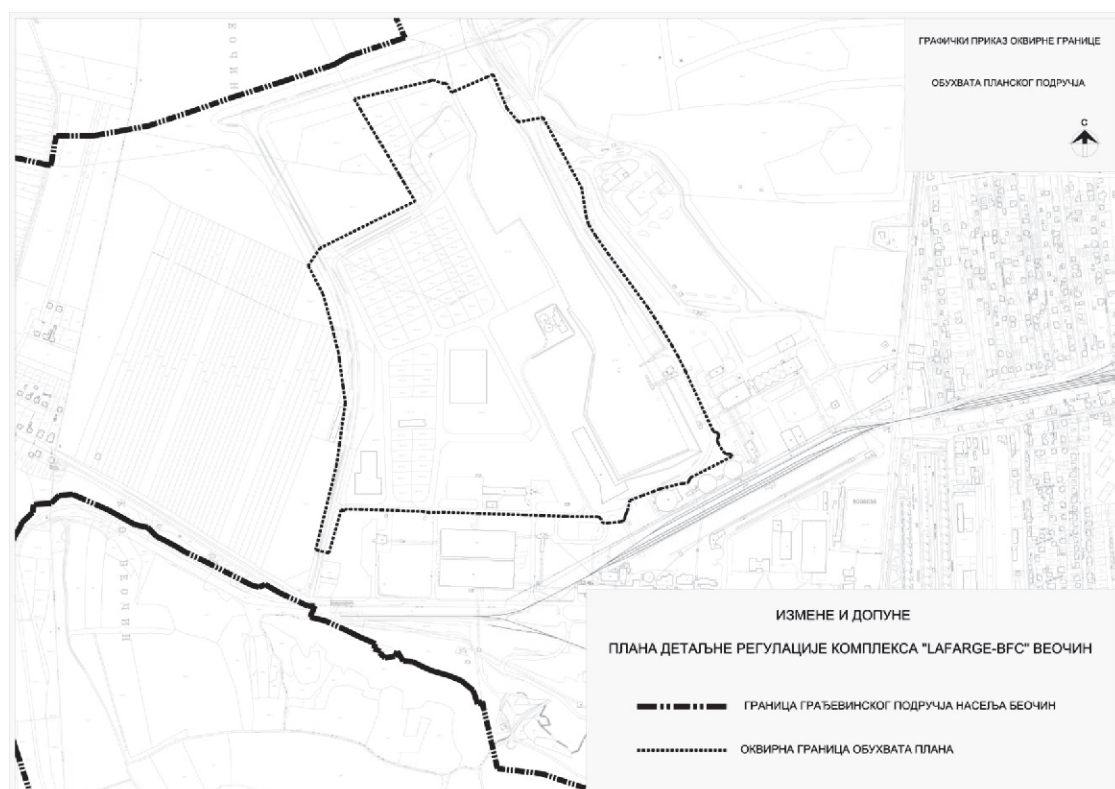 ГРАФИЧКИ ПРИКАЗ ОКВИРНЕ ГРАНИЦЕ
ОБУХВАТА ПЛАНСКОГ ПОДРУЧЈА
С
ИЗМЕНЕ И ДОПУНЕ
ПЛАНА ДЕТАЉНЕ РЕГУЛАЦИЈЕ КОМПЛЕКСА "LAFARGE-BFC" BEOЧИН
ГРАНИЦА ГРАЂЕВИНСКОГ ПОДРУЧЈА НАСЕЉА БЕОЧИН
ОКВИРНА ГРАНИЦА ОБУХВАТА ПЛАНА